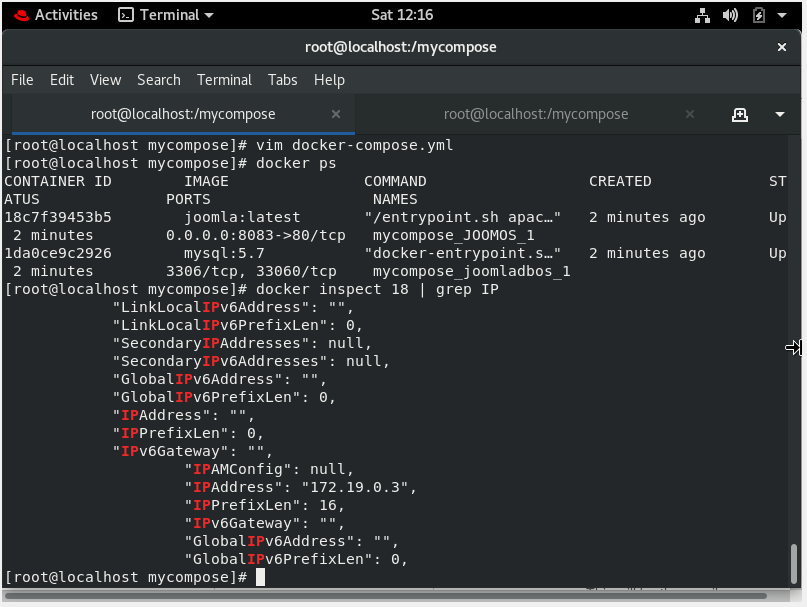 Activities Terminal Sat 12:16
root@localhost:/mycompose
File Edit View Search Terminal Tabs Help
root@localhost:/mycompose × root@localhost:/mycompose ×
[root@localhost mycompose]# vim docker-compose.yml
[root@localhost mycompose]# docker ps
CONTAINER ID        IMAGE               COMMAND                  CREATED             ST
ATUS              PORTS                  NAMES
18c7f39453b5        joomla:latest       "/entrypoint.sh apac…"   2 minutes ago       Up
 2 minutes        0.0.0.0:8083->80/tcp   mycompose_JOOMOS_1
1da0ce9c2926        mysql:5.7           "docker-entrypoint.s…"   2 minutes ago       Up
 2 minutes        3306/tcp, 33060/tcp    mycompose_joomladbos_1
[root@localhost mycompose]# docker inspect 18 | grep IP
            "LinkLocalIPv6Address": "",
            "LinkLocalIPv6PrefixLen": 0,
            "SecondaryIPAddresses": null,
            "SecondaryIPv6Addresses": null,
            "GlobalIPv6Address": "",
            "GlobalIPv6PrefixLen": 0,
            "IPAddress": "",
            "IPPrefixLen": 0,
            "IPv6Gateway": "",
                    "IPAMConfig": null,
                    "IPAddress": "172.19.0.3",
                    "IPPrefixLen": 16,
                    "IPv6Gateway": "",
                    "GlobalIPv6Address": "",
                    "GlobalIPv6PrefixLen": 0,
[root@localhost mycompose]#